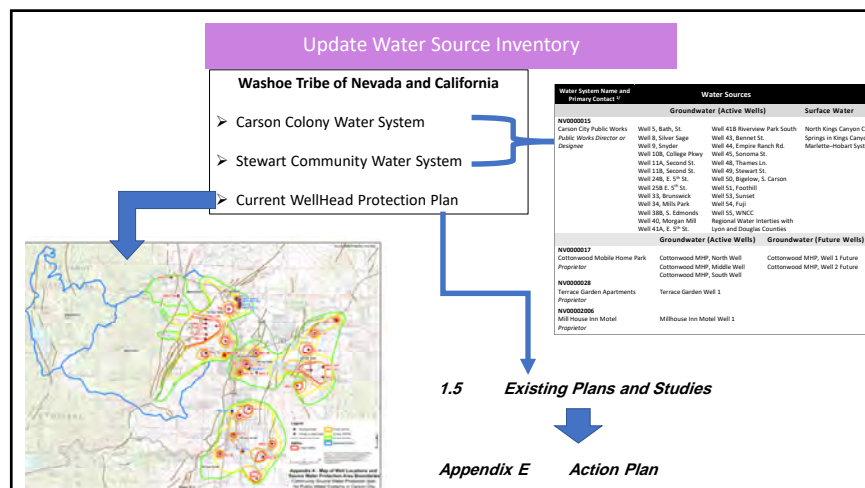 Update Water Source Inventory
Washoe Tribe of Nevada and California
➢ Carson Colony Water System
➢ Stewart Community Water System
➢ Current WellHead Protection Plan
Water System Name and Primary Contact 1/
Water Sources
Groundwater (Active Wells) Surface Water
NV0000015
Carson City Public Works
Public Works Director or
Designee
Well 5, Bath, St.
Well 8, Silver Sage
Well 9, Snyder
Well 10B, College Pkwy
Well 11A, Second St.
Well 11B, Second St.
Well 24B, E. 5th St.
Well 25B E. 5th St.
Well 33, Brunswick
Well 34, Mills Park
Well 38B, S. Edmonds
Well 40, Morgan Mill
Well 41A, E. 5th St.
Well 41B Riverview Park South
Well 43, Bennet St.
Well 44, Empire Ranch Rd.
Well 45, Sonoma St.
Well 48, Thames Ln.
Well 49, Stewart St.
Well 50, Bigelow, S. Carson
Well 51, Foothill
Well 53, Sunset
Well 54, Fuji
Well 55, WNCC
Regional Water Interties with
Lyon and Douglas Counties
North Kings Canyon C
Springs in Kings Canyo
Marlette–Hobart Syst
Groundwater (Active Wells) Groundwater (Future Wells)
NV0000017
Cottonwood Mobile Home Park
Proprietor
Cottonwood MHP, North Well
Cottonwood MHP, Middle Well
Cottonwood MHP, South Well
Cottonwood MHP, Well 1 Future
Cottonwood MHP, Well 2 Future
NV0000028
Terrace Garden Apartments Terrace Garden Well 1
Proprietor
NV00002006
Mill House Inn Motel Millhouse Inn Motel Well 1
Proprietor
Appendix A - Map of Well Locations and
Source Water Protection Area Boundaries
1.5 Existing Plans and Studies
Appendix E Action Plan